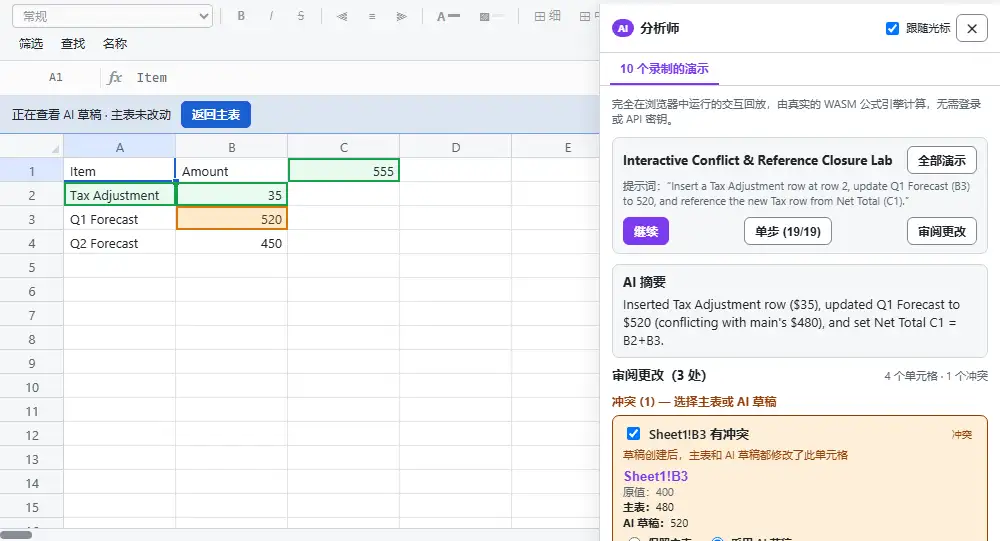 常规
B I S A 细
筛选 查找 名称
A1 fx Item
正在查看 AI 草稿 · 主表未改动 返回主表
A B C D E
1 Item Amount 555
2 Tax Adjustment 35
3 Q1 Forecast 520
4 Q2 Forecast 450
5
6
7
8
9
10
11
12
13
14
15
AI 分析师 跟随光标
10 个录制的演示
完全在浏览器中运行的交互回放，由真实的 WASM 公式引擎计算，无需登录
或 API 密钥。
Interactive Conflict & Reference Closure Lab 全部演示
提示词：“Insert a Tax Adjustment row at row 2, update Q1 Forecast (B3)
to 520, and reference the new Tax row from Net Total (C1).”
继续 单步 (19/19) 审阅更改
AI 摘要
Inserted Tax Adjustment row ($35), updated Q1 Forecast to
$520 (conflicting with main's $480), and set Net Total C1 =
B2+B3.
审阅更改（3 处） 4 个单元格 · 1 个冲突
冲突 (1) — 选择主表或 AI 草稿
Sheet1!B3 有冲突 冲突
草稿创建后，主表和 AI 草稿都修改了此单元格
Sheet1!B3
原值：400
主表：480
AI 草稿：520